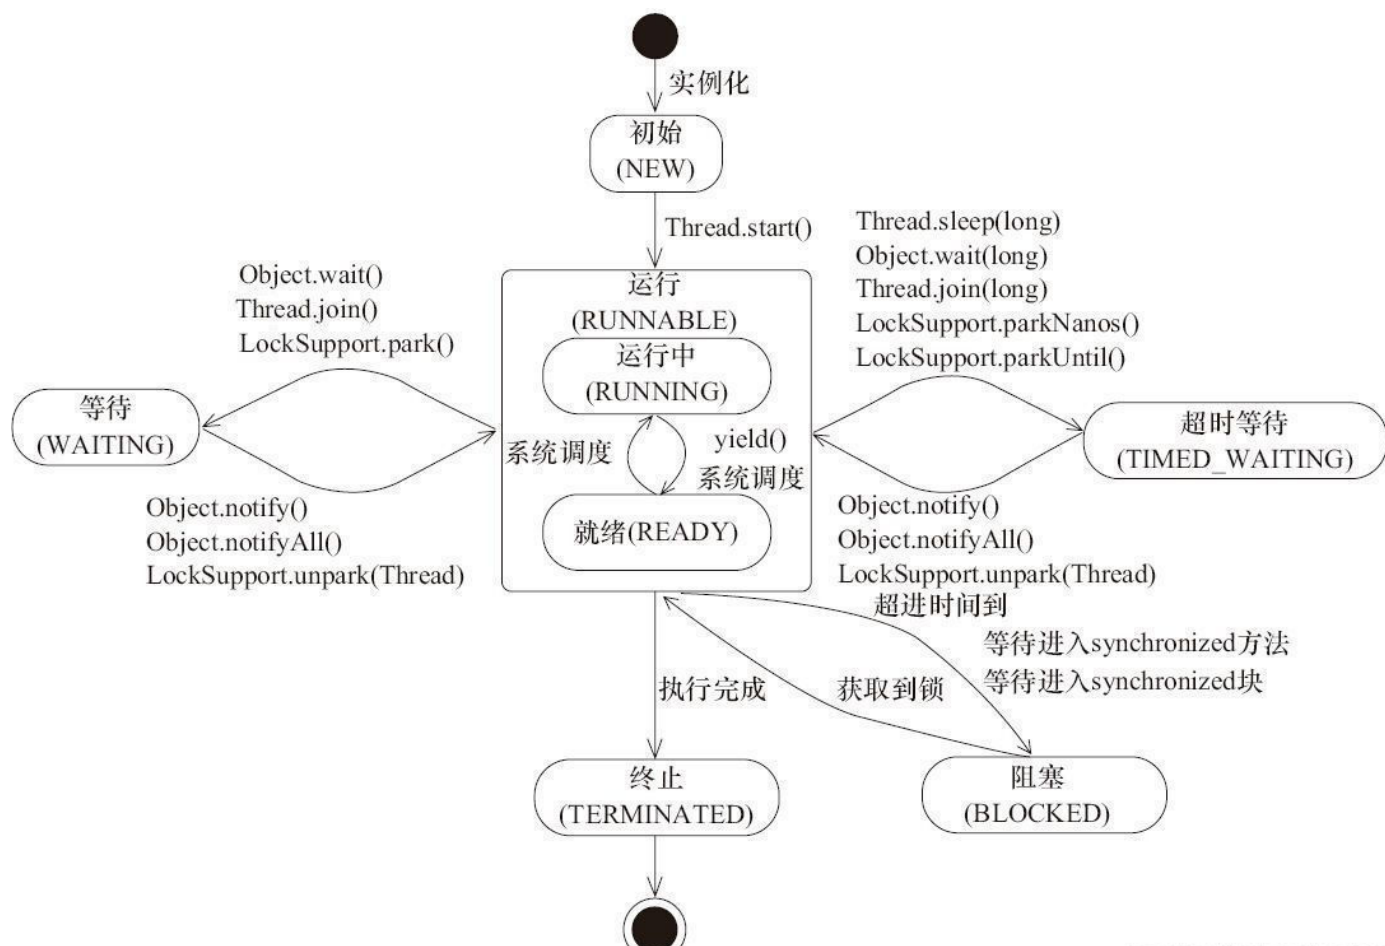 实例化
初始
(NEW)
Thread.start()
Object.wait()
Thread.join()
LockSupport.park()
Thread.sleep(long)
Object.wait(long)
Thread.join(long)
LockSupport.parkNanos()
LockSupport.parkUntil()
运行
(RUNNABLE)
运行中
(RUNNING)
系统调度
yield()
系统调度
就绪(READY)
等待
(WAITING)
超时等待
(TIMED_WAITING)
Object.notify()
Object.notifyAll()
LockSupport.unpark(Thread)
Object.notify()
Object.notifyAll()
LockSupport.unpark(Thread)
超进时间到
等待进入synchronized方法
等待进入synchronized块
执行完成
获取到锁
终止
(TERMINATED)
阻塞
(BLOCKED)